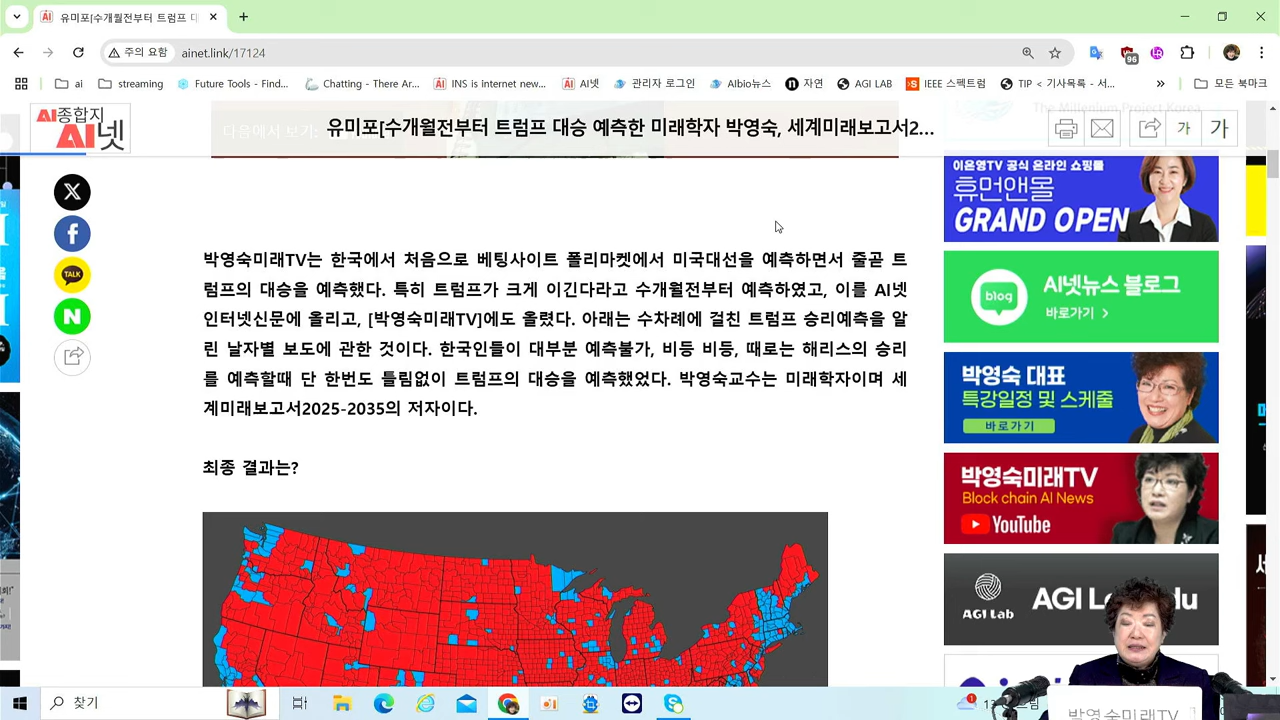 유미포[수개월전부터 트럼프 대
주의 요함
ainet.link/17124
96
ai
streaming
Future Tools - Find...
Chatting - There Ar...
INS is internet new...
AI넷
관리자 로그인
AIbio뉴스
자연
AGI LAB
IEEE 스펙트럼
TIP < 기사목록 - 서...
모든 북마크
AI종합지
AI넷
다음에서 보기:
유미포[수개월전부터 트럼프 대승 예측한 미래학자 박영숙, 세계미래보고서2...
The Millenium Project Korea
가
가
TALK
N
박영숙미래TV는 한국에서 처음으로 베팅사이트 폴리마켓에서 미국대선을 예측하면서 줄곧 트
럼프의 대승을 예측했다. 특히 트럼프가 크게 이긴다라고 수개월전부터 예측하였고, 이를 AI넷
인터넷신문에 올리고, [박영숙미래TV]에도 올렸다. 아래는 수차례에 걸친 트럼프 승리예측을 알
린 날자별 보도에 관한 것이다. 한국인들이 대부분 예측불가, 비등 비등, 때로는 해리스의 승리
를 예측할때 단 한번도 틀림없이 트럼프의 대승을 예측했었다. 박영숙교수는 미래학자이며 세
계미래보고서2025-2035의 저자이다.
최종 결과는?
이은영TV 공식 온라인 쇼핑몰
휴먼앤몰
GRAND OPEN
blog
AI넷뉴스 블로그
바로가기
박영숙 대표
특강일정 및 스케줄
바로가기
박영숙미래TV
Block chain AI News
YouTube
AGI Lab
찾기
박영숙미래TV